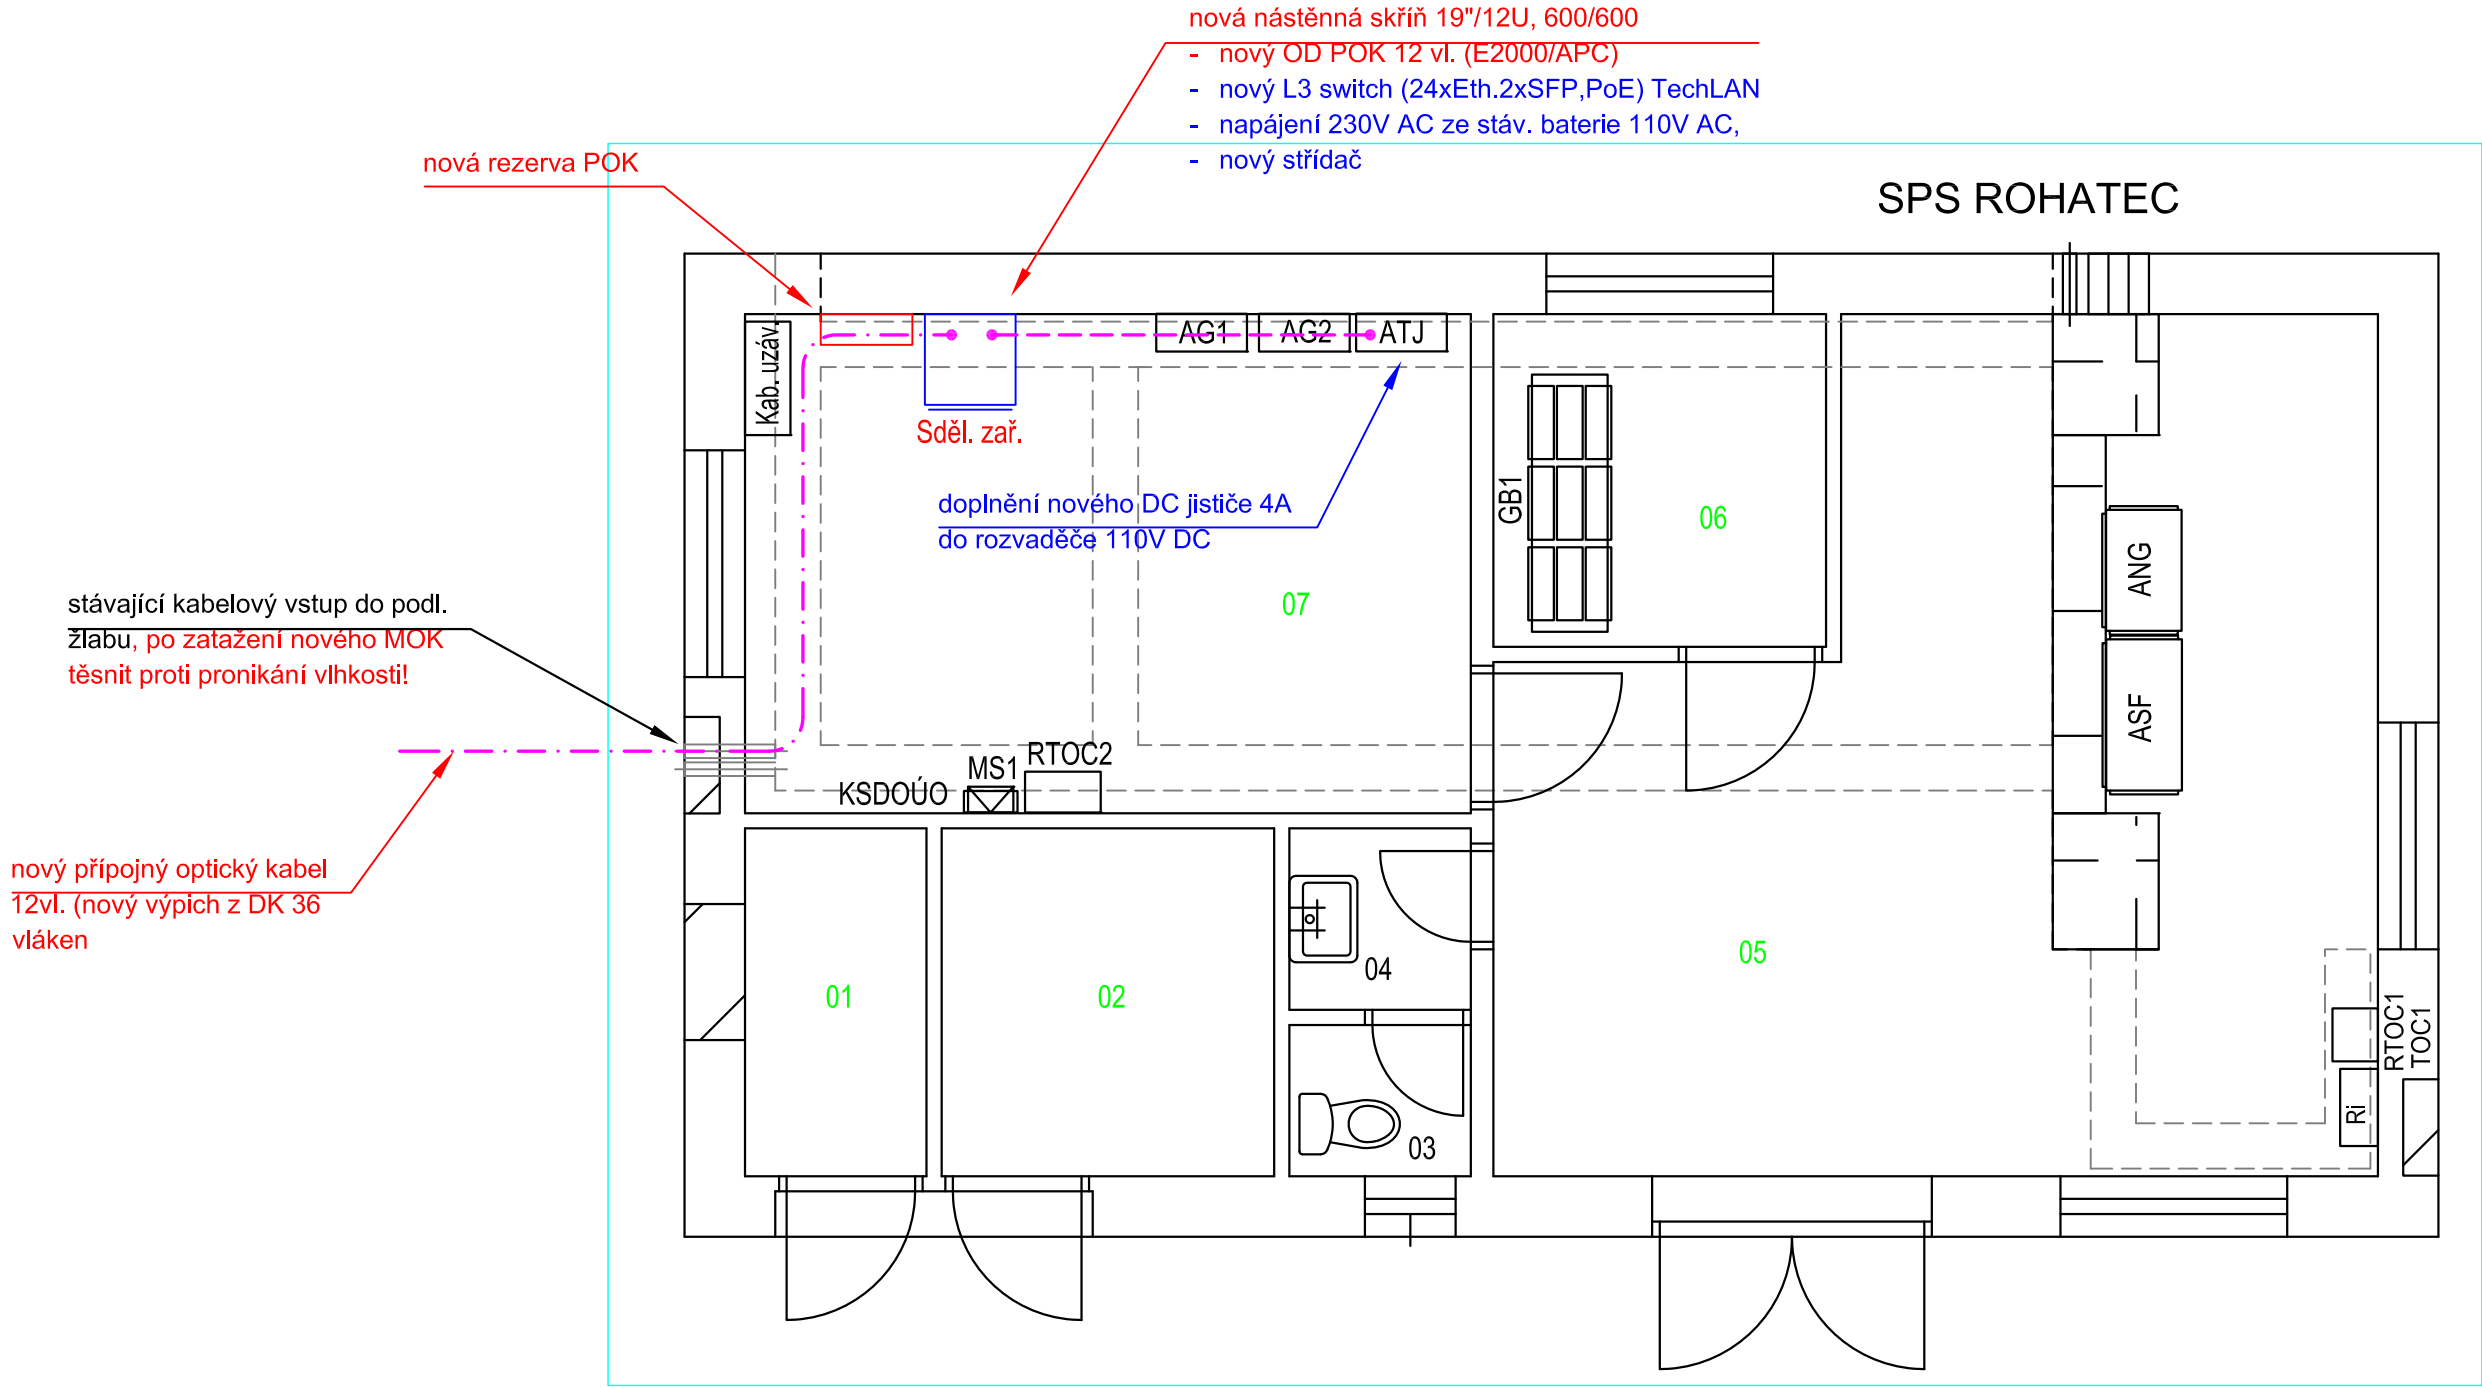 nová nástěnná skříň 19"/12U, 600/600
- nový OD POK 12 vl. (E2000/APC)
- nový L3 switch (24xEth.2xSFP,PoE) TechLAN
- napájení 230V AC ze stáv. baterie 110V AC,
- nový střídač
nová rezerva POK
SPS ROHATEC
Kab. uzáv.
AG1
AG2
ATJ
Sděl. zař.
doplnění nového DC jističe 4A
do rozvaděče 110V DC
GB1
06
07
ANG
ASF
stávající kabelový vstup do podl.
žlabu, po zatažení nového MOK
těsnit proti pronikání vlhkosti!
KSDOÚO
MS1
RTOC2
nový přípojný optický kabel
12vl. (nový výpich z DK 36
vláken
01
02
04
03
05
RTOC1
TOC1
Ri